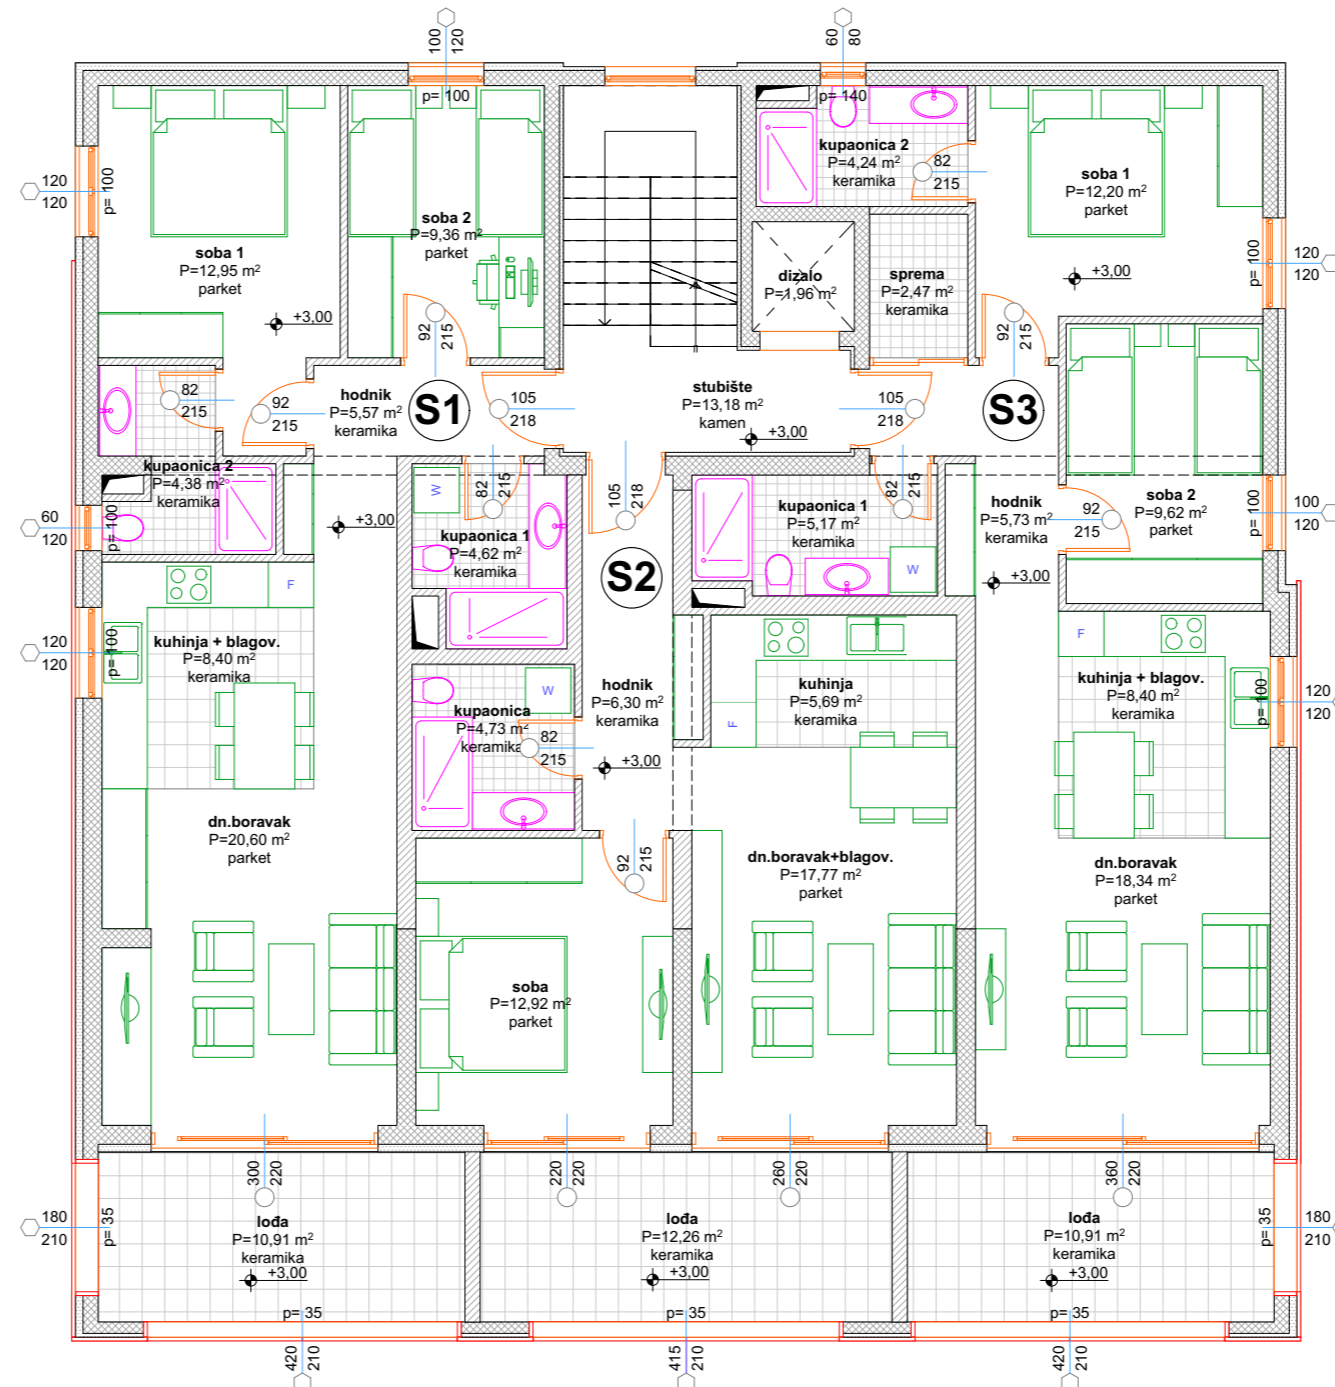 100
120
60
80
p= 100
p= 140
120
120
p= 100
soba 1
P=12,95 m²
parket
+3,00
soba 2
P=9,36 m²
parket
92
215
kupaonica 2
P=4,24 m²
keramika
82
215
soba 1
P=12,20 m²
parket
+3,00
120
120
p= 100
dizalo
P=1,96 m²
sprema
P=2,47 m²
keramika
92
215
82
215
92
215
hodnik
P=5,57 m²
keramika
S1
105
218
stubište
P=13,18 m²
kamen
+3,00
105
218
S3
kupaonica 2
P=4,38 m²
keramika
60
120
p= 100
+3,00
W
82
215
kupaonica 1
P=4,62 m²
keramika
105
218
S2
kupaonica 1
P=5,17 m²
keramika
82
215
W
hodnik
P=5,73 m²
keramika
+3,00
92
215
soba 2
P=9,62 m²
parket
100
120
p= 100
F
120
120
p= 100
kuhinja + blagov.
P=8,40 m²
keramika
kupaonica
P=4,73 m²
keramika
W
82
215
hodnik
P=6,30 m²
keramika
+3,00
kuhinja
P=5,69 m²
keramika
F
F
kuhinja + blagov.
P=8,40 m²
keramika
120
120
p= 100
dn.boravak
P=20,60 m²
parket
92
215
dn.boravak+blagov.
P=17,77 m²
parket
dn.boravak
P=18,34 m²
parket
soba
P=12,92 m²
parket
300
220
220
220
260
220
360
220
180
210
p= 35
lođa
P=10,91 m²
keramika
+3,00
lođa
P=12,26 m²
keramika
+3,00
lođa
P=10,91 m²
keramika
+3,00
p= 35
180
210
p= 35
p= 35
p= 35
420
210
415
210
420
210